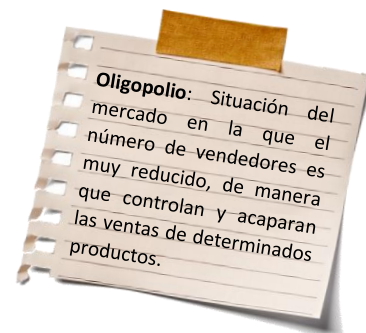 Oligopolio: Situación del
mercado en la que el
número de vendedores es
muy reducido, de manera
que controlan y acaparan
las ventas de determinados
productos.